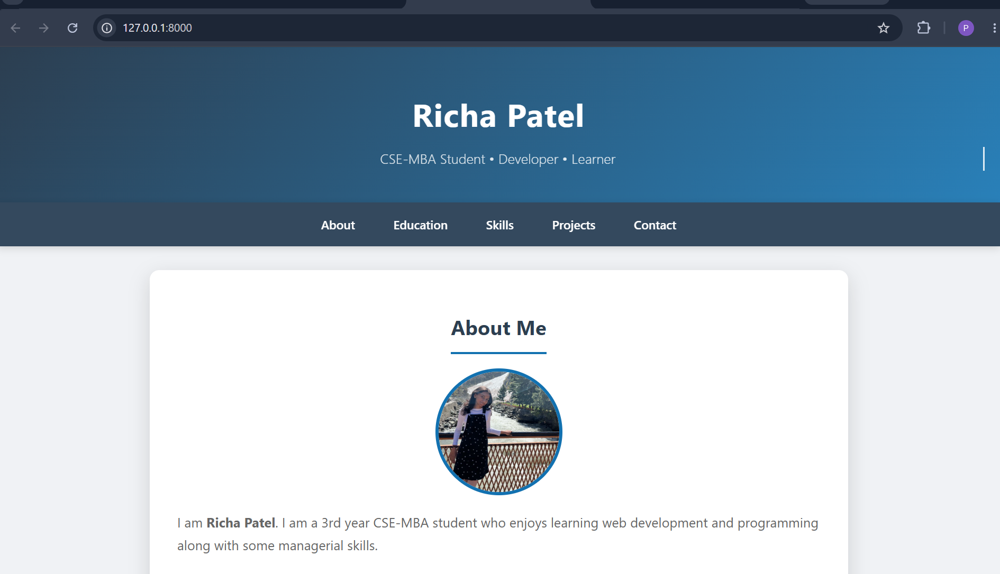 127.0.0.1:8000
P
Richa Patel
CSE-MBA Student • Developer • Learner
About Education Skills Projects Contact
About Me
I am Richa Patel. I am a 3rd year CSE-MBA student who enjoys learning web development and programming
along with some managerial skills.